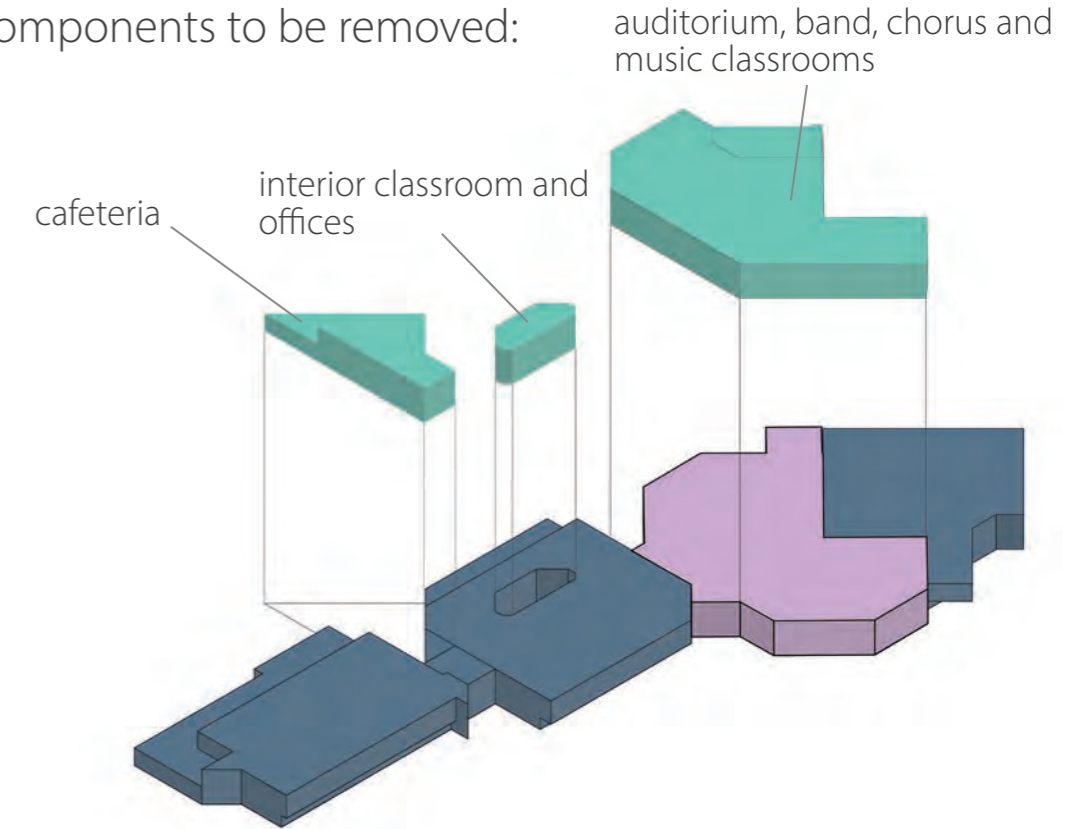 omponents to be removed:
auditorium, band, chorus and
music classrooms
interior classroom and
offices
cafeteria